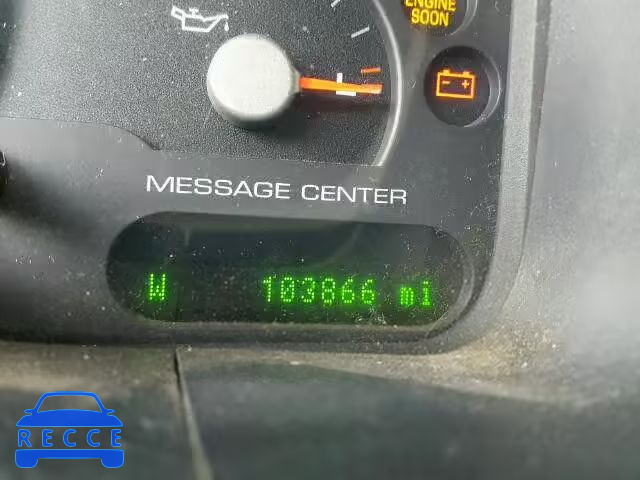 ENGINE
SOON
MESSAGE CENTER
W 103866 mi
RECCE